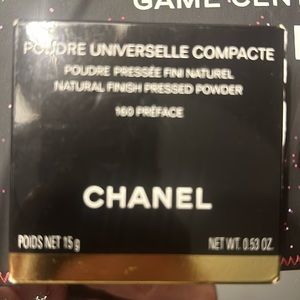 GAME CEN
POUDRE UNIVERSELLE COMPACTE
POUDRE PRESSÉE FINI NATUREL
NATURAL FINISH PRESSED POWDER
160 PRÉFACE
CHANEL
POIDS NET 15 g NET WT. 0.53 OZ.